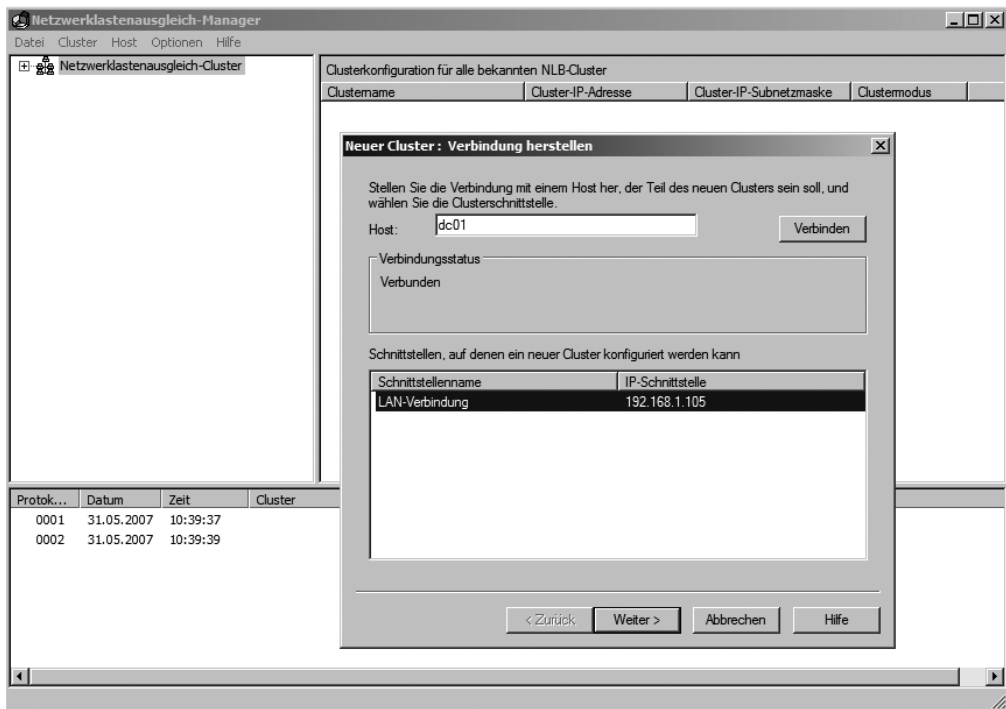 Netzwerklastenausgleich-Manager
Datei Cluster Host Optionen Hilfe
Netzwerklastenausgleich-Cluster
Clusterkonfiguration für alle bekannten NLB-Cluster
Clustername Cluster-IP-Adresse Cluster-IP-Subnetzmaske Clustermodus
Neuer Cluster : Verbindung herstellen
Stellen Sie die Verbindung mit einem Host her, der Teil des neuen Clusters sein soll, und
wählen Sie die Clusterschnittstelle.
Host: dc01 Verbinden
Verbindungsstatus
Verbunden
Schnittstellen, auf denen ein neuer Cluster konfiguriert werden kann
Schnittstellenname IP-Schnittstelle
LAN-Verbindung 192.168.1.105
< Zurück Weiter > Abbrechen Hilfe
Protok... Datum Zeit Cluster
0001 31.05.2007 10:39:37
0002 31.05.2007 10:39:39